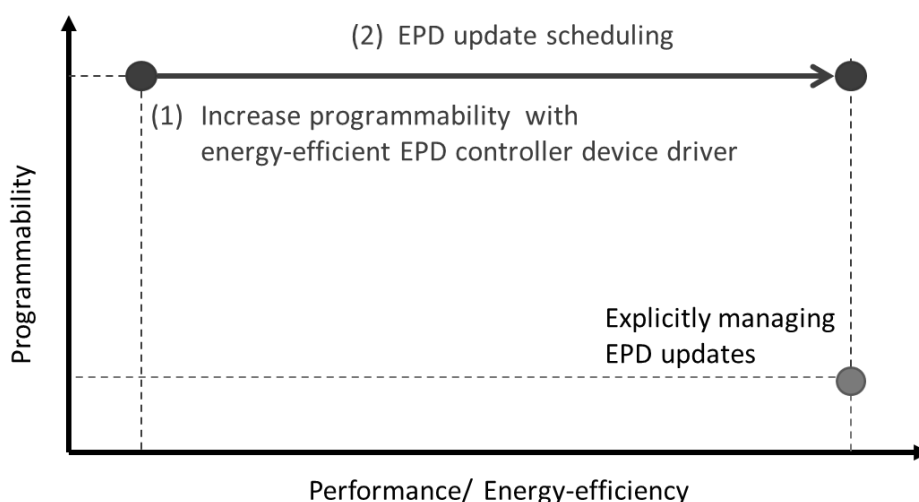 (2) EPD update scheduling
(1) Increase programmability with
energy-efficient EPD controller device driver
Programmability
Explicitly managing
EPD updates
Performance/ Energy-efficiency